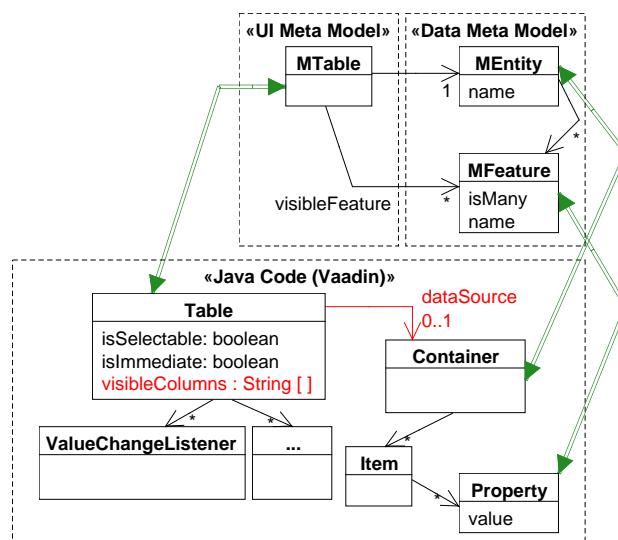 «UI Meta Model» «Data Meta Model»
MTable
MEntity
name
1
*
MFeature
isMany
name
visibleFeature
*
«Java Code (Vaadin)»
Table
isSelectable: boolean
isImmediate: boolean
visibleColumns : String [ ]
dataSource
0..1
Container
*
*
ValueChangeListener
...
*
Item
*
Property
value